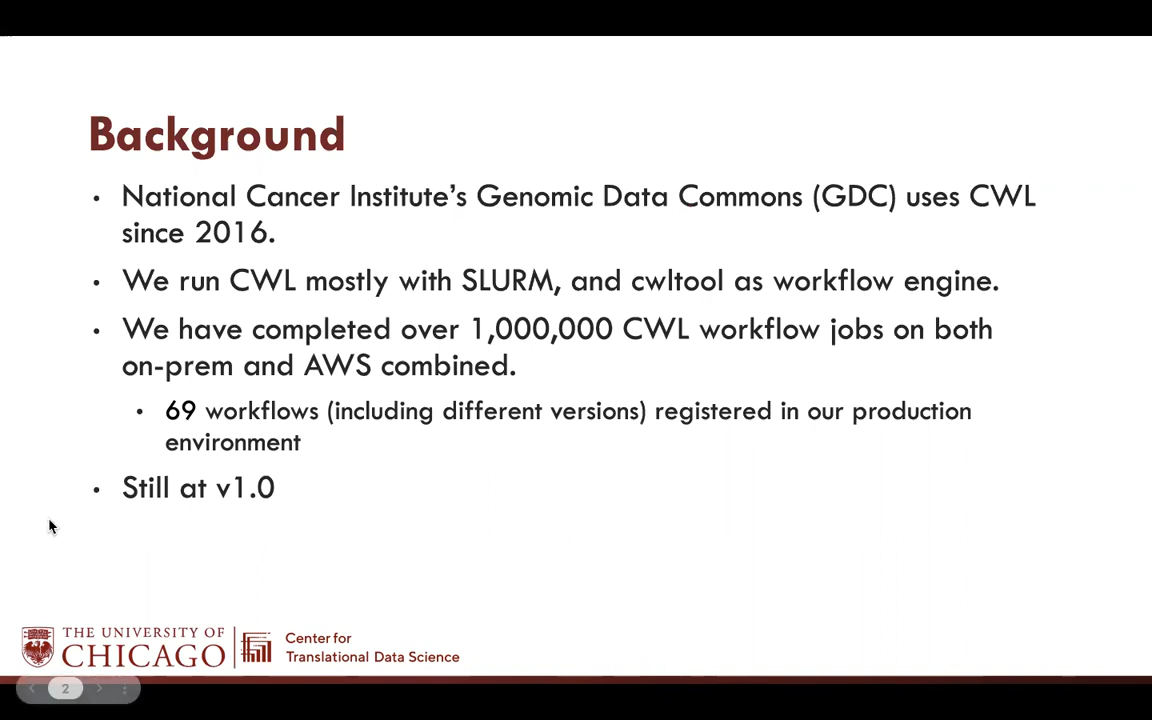 Background
• National Cancer Institute’s Genomic Data Commons (GDC) uses CWL
since 2016.
• We run CWL mostly with SLURM, and cwltool as workflow engine.
• We have completed over 1,000,000 CWL workflow jobs on both
on-prem and AWS combined.
• 69 workflows (including different versions) registered in our production
environment
• Still at v1.0
THE UNIVERSITY OF
CHICAGO
Center for
Translational Data Science
2